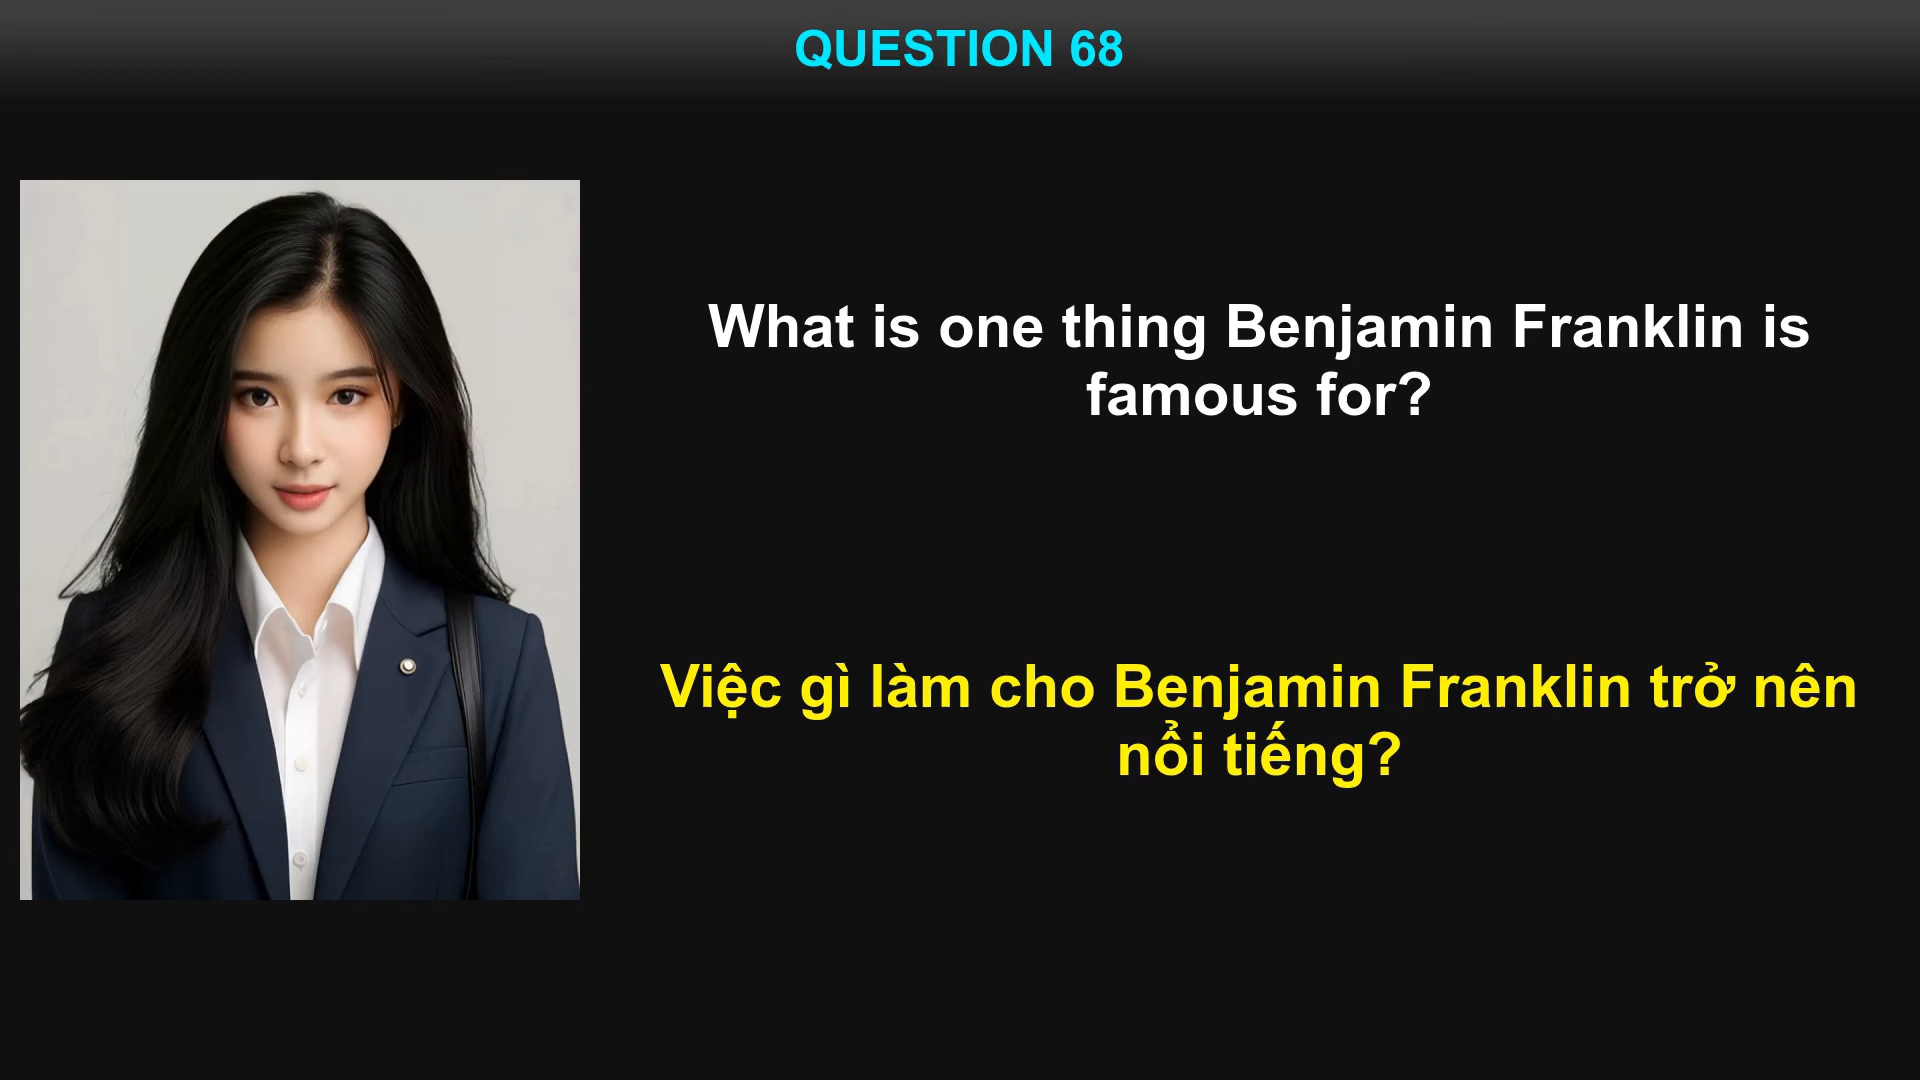 QUESTION 68
What is one thing Benjamin Franklin is
famous for?
Việc gì làm cho Benjamin Franklin trở nên
nổi tiếng?